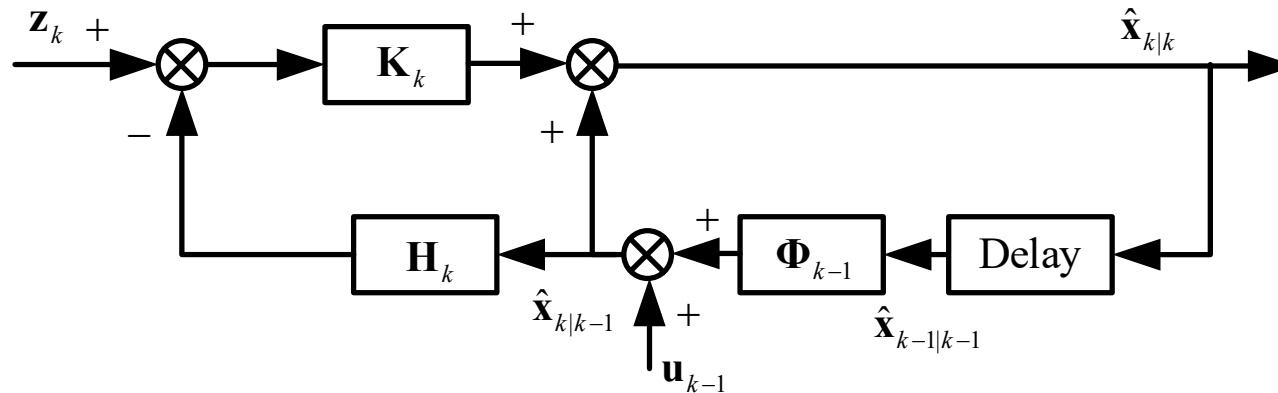 𝐳_k + + x̂_{k|k}
K_k
− +
+
H_k Φ_{k−1} Delay
x̂_{k|k−1} + x̂_{k−1|k−1}
u_{k−1}